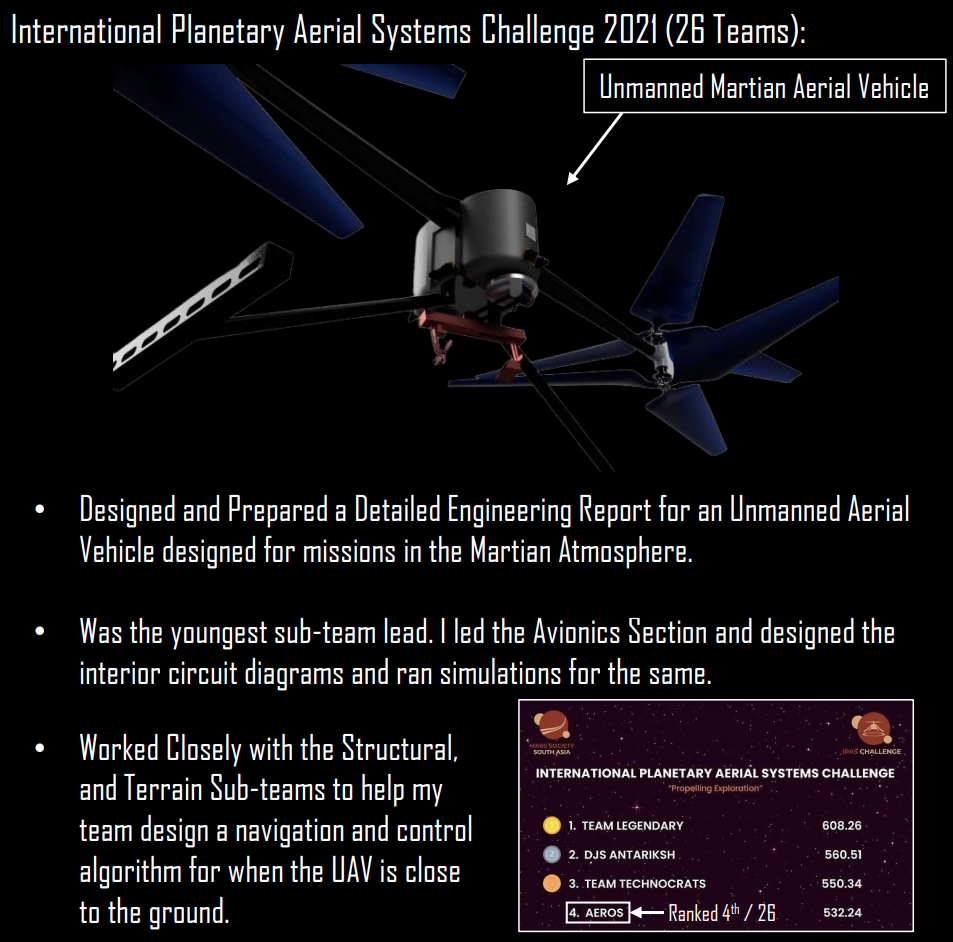 International Planetary Aerial Systems Challenge 2021 (26 Teams):
Unmanned Martian Aerial Vehicle
• Designed and Prepared a Detailed Engineering Report for an Unmanned Aerial
Vehicle designed for missions in the Martian Atmosphere.
• Was the youngest sub-team lead. I led the Avionics Section and designed the
interior circuit diagrams and ran simulations for the same.
• Worked Closely with the Structural,
and Terrain Sub-teams to help my
team design a navigation and control
algorithm for when the UAV is close
to the ground.
MARS SOCIETY
SOUTH ASIA
IPAS CHALLENGE
INTERNATIONAL PLANETARY AERIAL SYSTEMS CHALLENGE
"Propelling Exploration"
1. TEAM LEGENDARY 608.26
2 2. DJS ANTARIKSH 560.51
3. TEAM TECHNOCRATS 550.34
4. AEROS Ranked 4th / 26 532.24